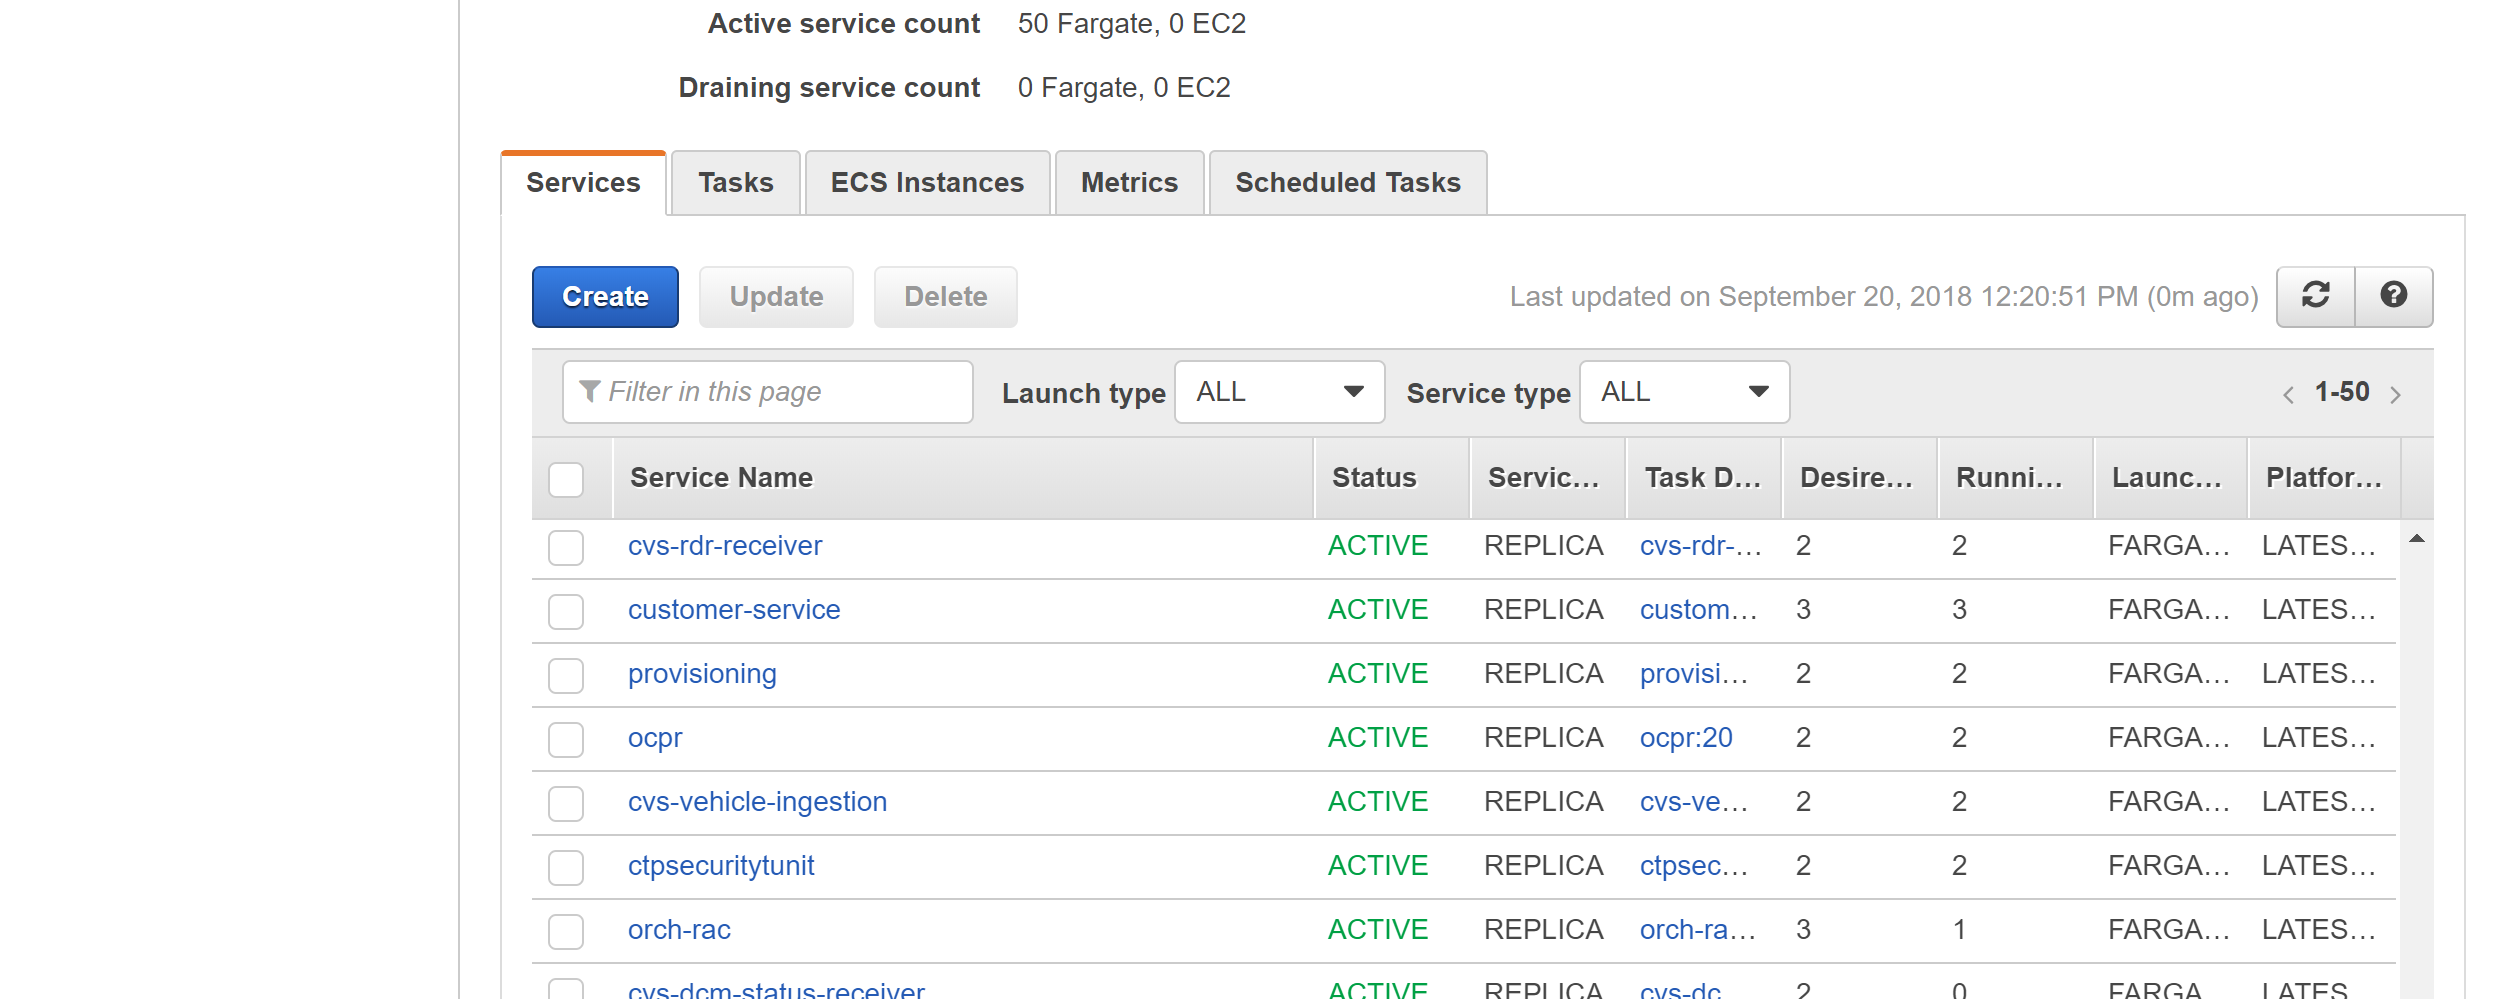 Active service count 50 Fargate, 0 EC2
Draining service count 0 Fargate, 0 EC2
Services Tasks ECS Instances Metrics Scheduled Tasks
Create Update Delete Last updated on September 20, 2018 12:20:51 PM (0m ago)
Filter in this page Launch type ALL Service type ALL < 1-50 >
Service Name Status Servic... Task D... Desire... Runni... Launc... Platfor...
cvs-rdr-receiver ACTIVE REPLICA cvs-rdr-... 2 2 FARGA... LATES...
customer-service ACTIVE REPLICA custom... 3 3 FARGA... LATES...
provisioning ACTIVE REPLICA provisi... 2 2 FARGA... LATES...
ocpr ACTIVE REPLICA ocpr:20 2 2 FARGA... LATES...
cvs-vehicle-ingestion ACTIVE REPLICA cvs-ve... 2 2 FARGA... LATES...
ctpsecuritytunit ACTIVE REPLICA ctpsec... 2 2 FARGA... LATES...
orch-rac ACTIVE REPLICA orch-ra... 3 1 FARGA... LATES...
cvs-dcm-status-receiver ACTIVE REPLICA cvs-dc... 2 0 FARGA... LATES...